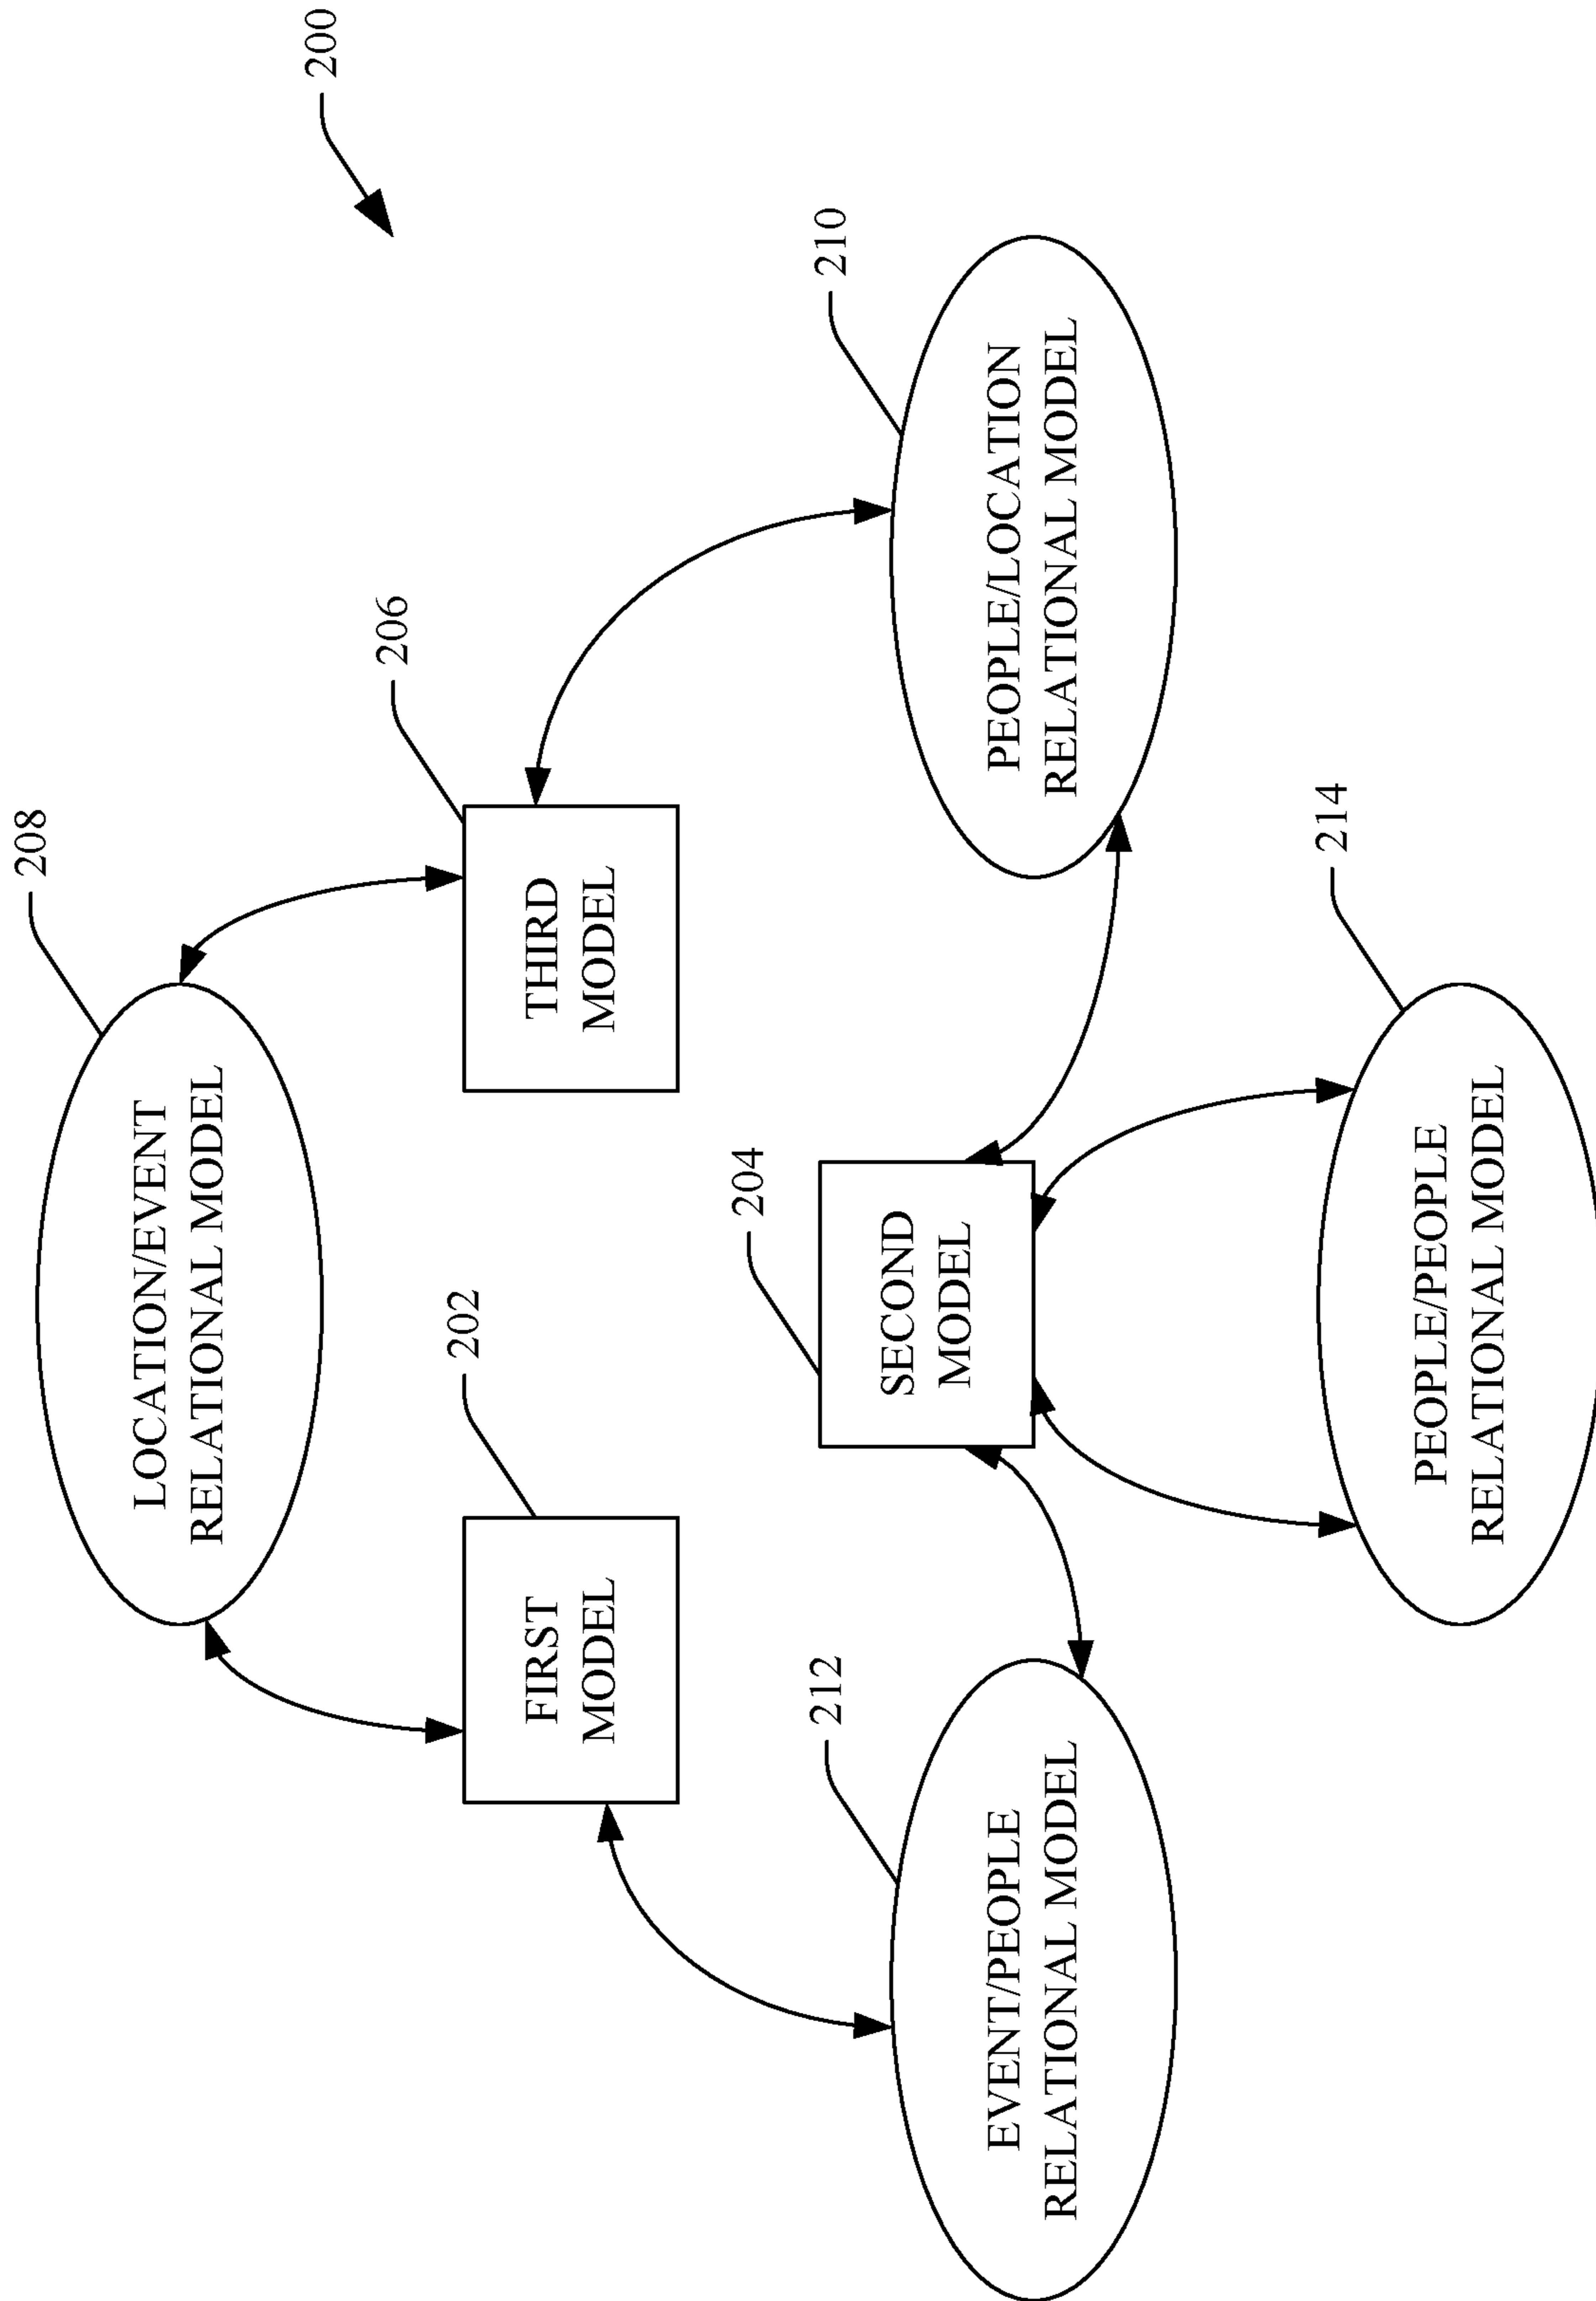 200
208
LOCATION/EVENT
RELATIONAL MODEL
202
FIRST
MODEL
206
THIRD
MODEL
204
SECOND
MODEL
212
EVENT/PEOPLE
RELATIONAL MODEL
210
PEOPLE/LOCATION
RELATIONAL MODEL
214
PEOPLE/PEOPLE
RELATIONAL MODEL